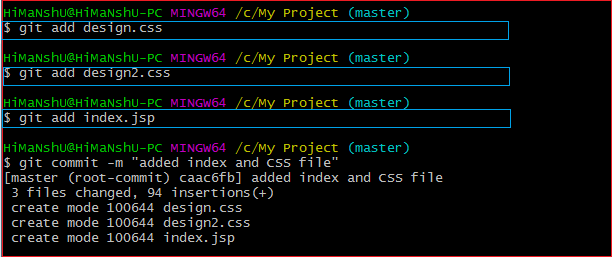 HiMaNshU@HiMaNshU-PC MINGW64 /c/My Project (master)
$ git add design.css
HiMaNshU@HiMaNshU-PC MINGW64 /c/My Project (master)
$ git add design2.css
HiMaNshU@HiMaNshU-PC MINGW64 /c/My Project (master)
$ git add index.jsp
HiMaNshU@HiMaNshU-PC MINGW64 /c/My Project (master)
$ git commit -m "added index and CSS file"
[master (root-commit) caac6fb] added index and CSS file
 3 files changed, 94 insertions(+)
 create mode 100644 design.css
 create mode 100644 design2.css
 create mode 100644 index.jsp